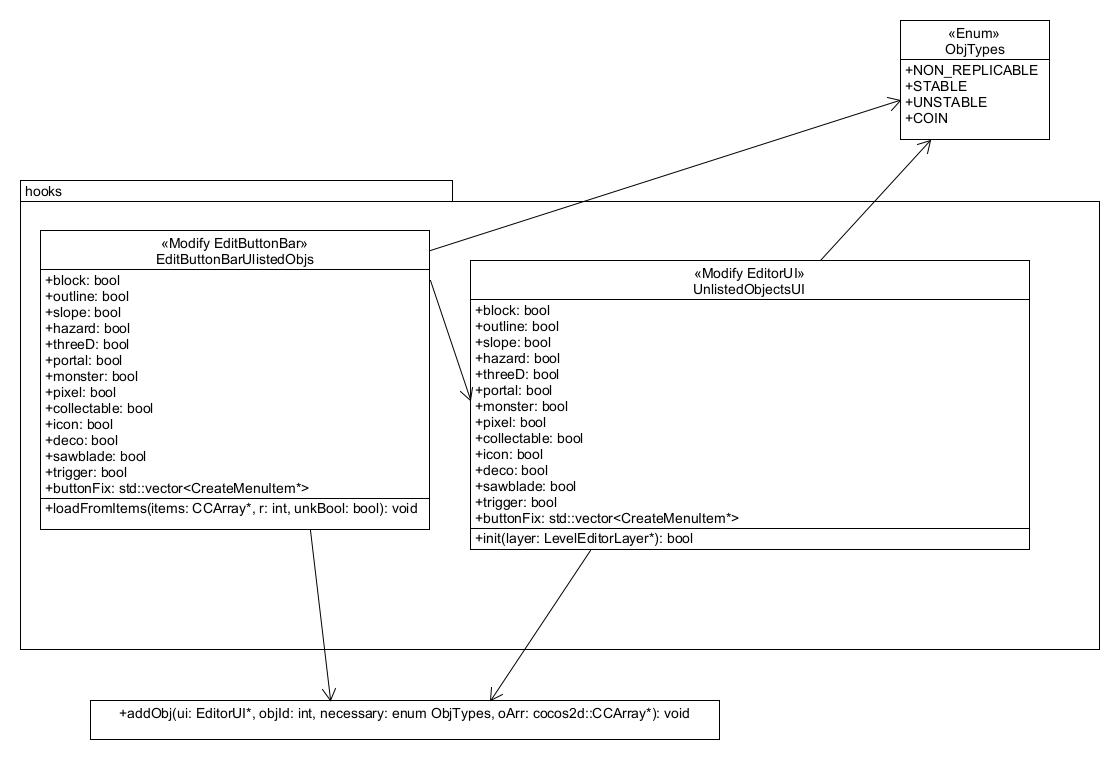 «Enum»
ObjTypes
+NON_REPLICABLE
+STABLE
+UNSTABLE
+COIN
hooks
«Modify EditButtonBar»
EditButtonBarUlistedObjs
+block: bool
+outline: bool
+slope: bool
+hazard: bool
+threeD: bool
+portal: bool
+monster: bool
+pixel: bool
+collectable: bool
+icon: bool
+deco: bool
+sawblade: bool
+trigger: bool
+buttonFix: std::vector<CreateMenuItem*>
+loadFromItems(items: CCArray*, r: int, unkBool: bool): void
«Modify EditorUI»
UnlistedObjectsUI
+block: bool
+outline: bool
+slope: bool
+hazard: bool
+threeD: bool
+portal: bool
+monster: bool
+pixel: bool
+collectable: bool
+icon: bool
+deco: bool
+sawblade: bool
+trigger: bool
+buttonFix: std::vector<CreateMenuItem*>
+init(layer: LevelEditorLayer*): bool
+addObj(ui: EditorUI*, objId: int, necessary: enum ObjTypes, oArr: cocos2d::CCArray*): void